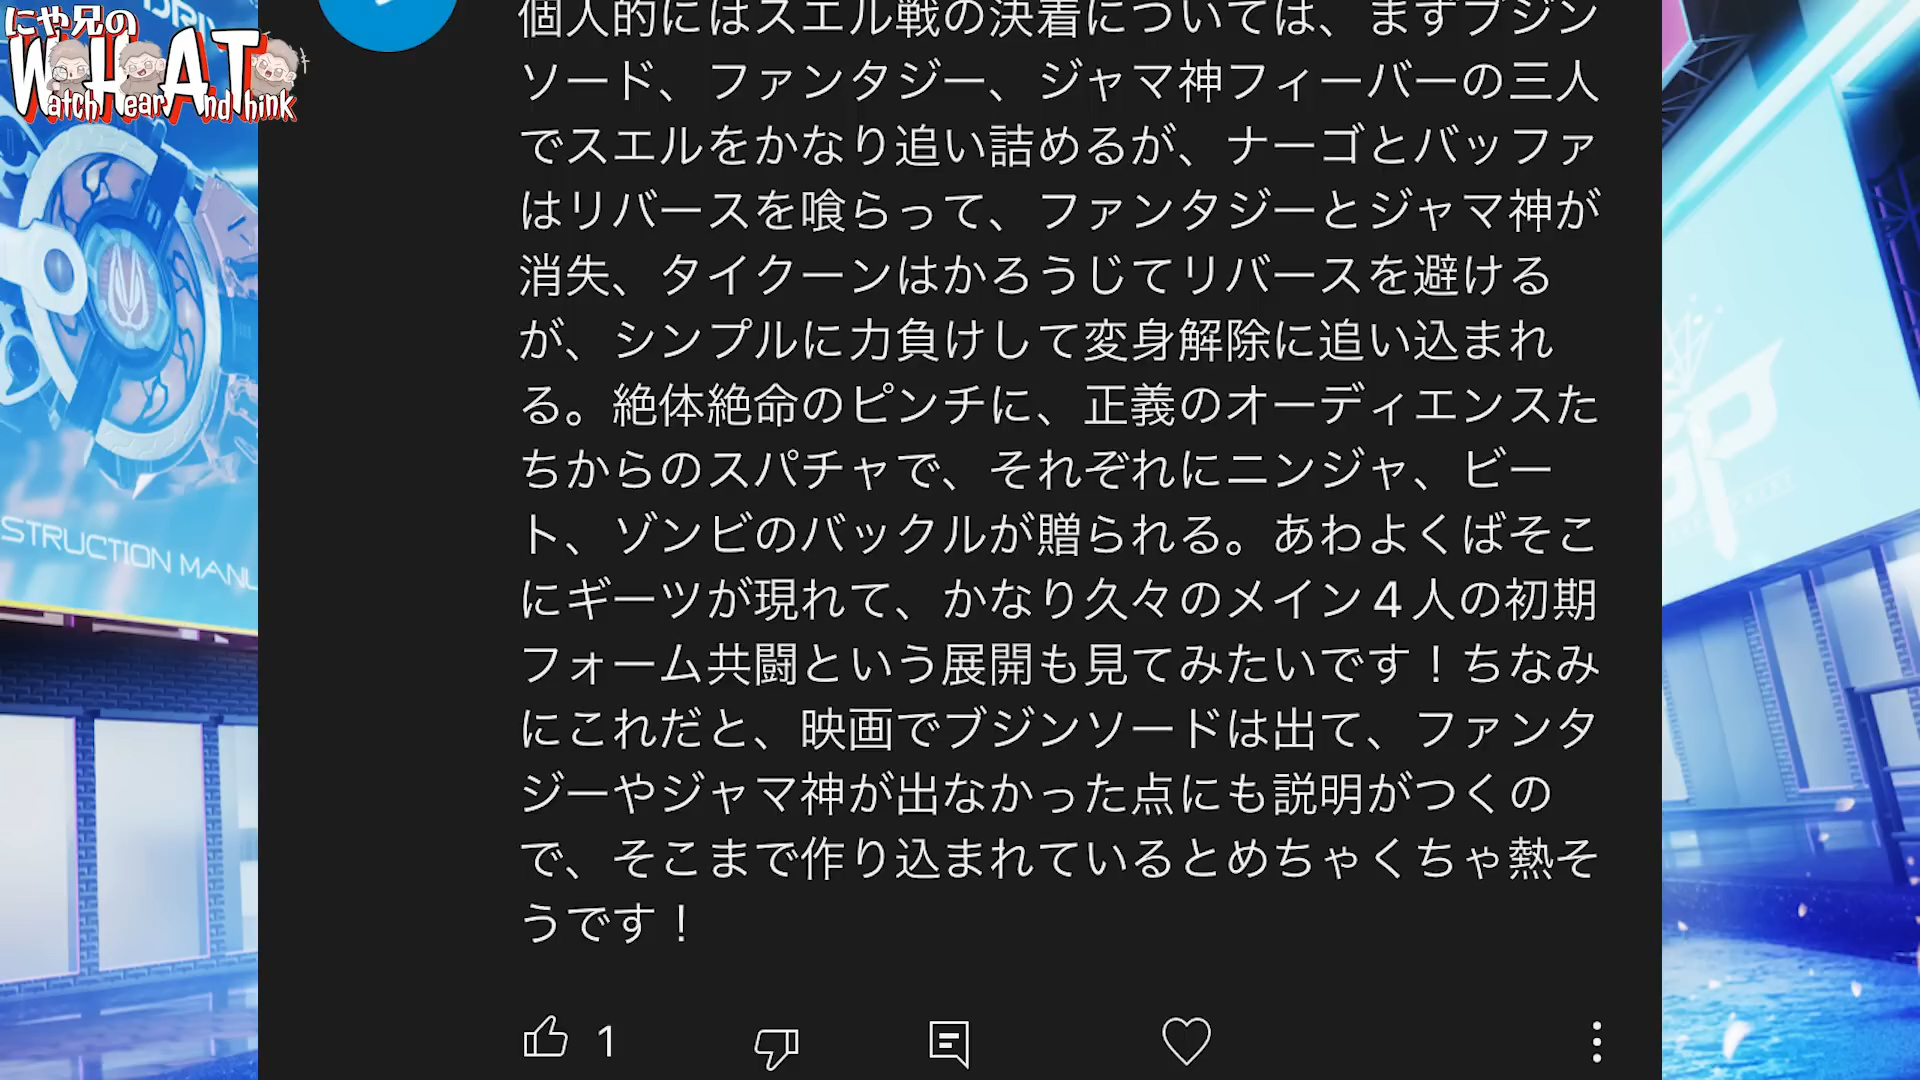 にや兄の
WHAT
Watch Hear And Think
DRIV
STRUCTION MANU
個人的にはスエル戦の決着については、まずブジン
ソード、ファンタジー、ジャマ神フィーバーの三人
でスエルをかなり追い詰めるが、ナーゴとバッファ
はリバースを喰らって、ファンタジーとジャマ神が
消失、タイクーンはかろうじてリバースを避ける
が、シンプルに力負けして変身解除に追い込まれ
る。絶体絶命のピンチに、正義のオーディエンスた
ちからのスパチャで、それぞれにニンジャ、ビー
ト、ゾンビのバックルが贈られる。あわよくばそこ
にギーツが現れて、かなり久々のメイン４人の初期
フォーム共闘という展開も見てみたいです！ちなみ
にこれだと、映画でブジンソードは出て、ファンタ
ジーやジャマ神が出なかった点にも説明がつくの
で、そこまで作り込まれているとめちゃくちゃ熱そ
うです！
1